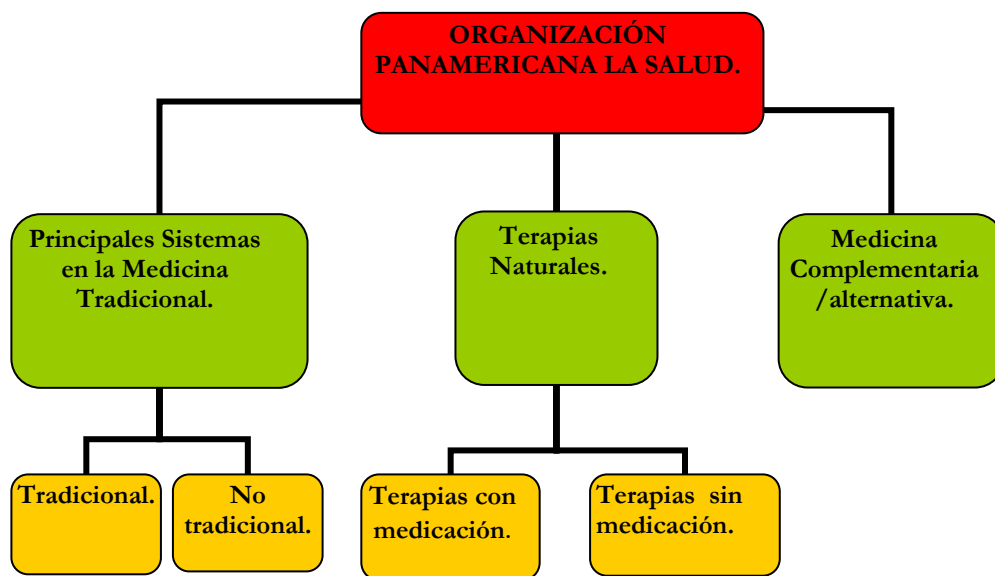 ORGANIZACIÓN
PANAMERICANA LA SALUD.
Principales Sistemas
en la Medicina
Tradicional.
Terapias
Naturales.
Medicina
Complementaria
/alternativa.
Tradicional.
No
tradicional.
Terapias con
medicación.
Terapias sin
medicación.